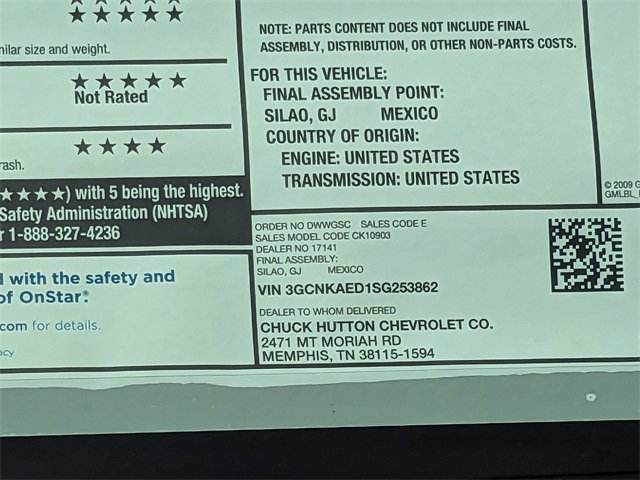 ★★★★★
★★★★★
nilar size and weight.
★★★★★
Not Rated
★★★★
rash.
★★★★) with 5 being the highest.
Safety Administration (NHTSA)
r 1-888-327-4236
d with the safety and
of OnStar®.
com for details.
acy
NOTE: PARTS CONTENT DOES NOT INCLUDE FINAL
ASSEMBLY, DISTRIBUTION, OR OTHER NON-PARTS COSTS.
FOR THIS VEHICLE:
FINAL ASSEMBLY POINT:
SILAO, GJ MEXICO
COUNTRY OF ORIGIN:
ENGINE: UNITED STATES
TRANSMISSION: UNITED STATES
© 2009 G
GMLBL_
ORDER NO DWWGSC SALES CODE E
SALES MODEL CODE CK10903
DEALER NO 17141
FINAL ASSEMBLY:
SILAO, GJ MEXICO
VIN 3GCNKAED1SG253862
DEALER TO WHOM DELIVERED
CHUCK HUTTON CHEVROLET CO.
2471 MT MORIAH RD
MEMPHIS, TN 38115-1594